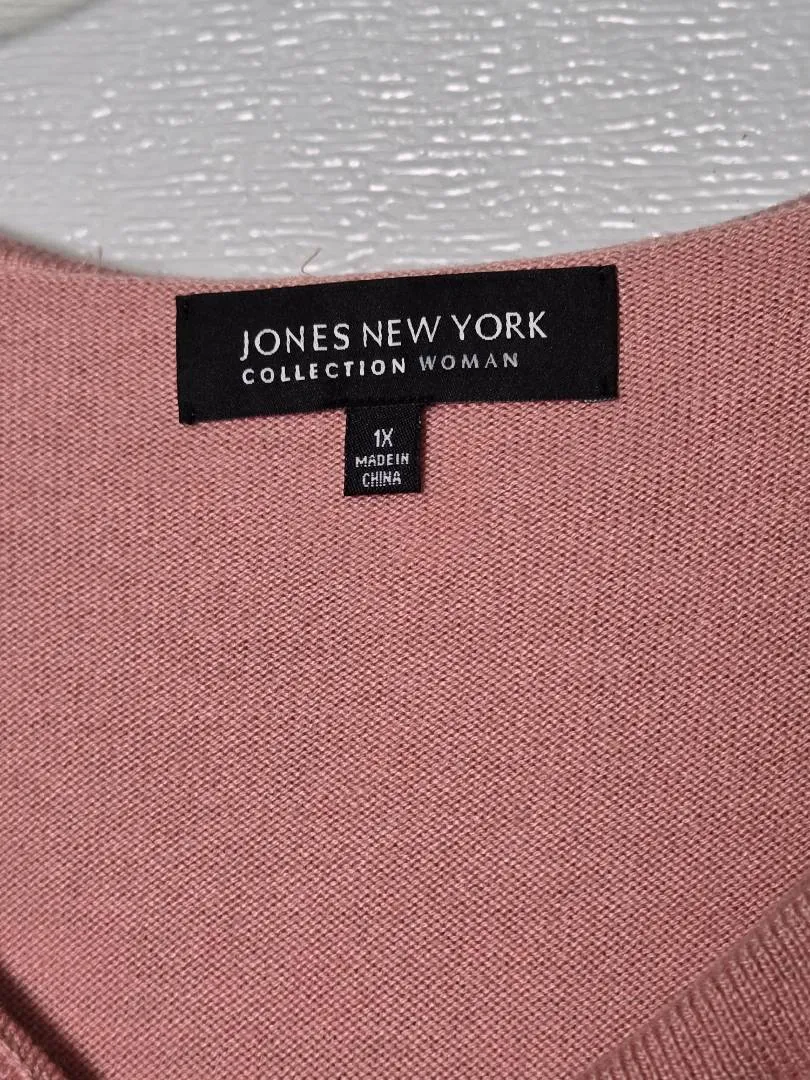 JONES NEW YORK
COLLECTION WOMAN
1X
MADE IN
CHINA